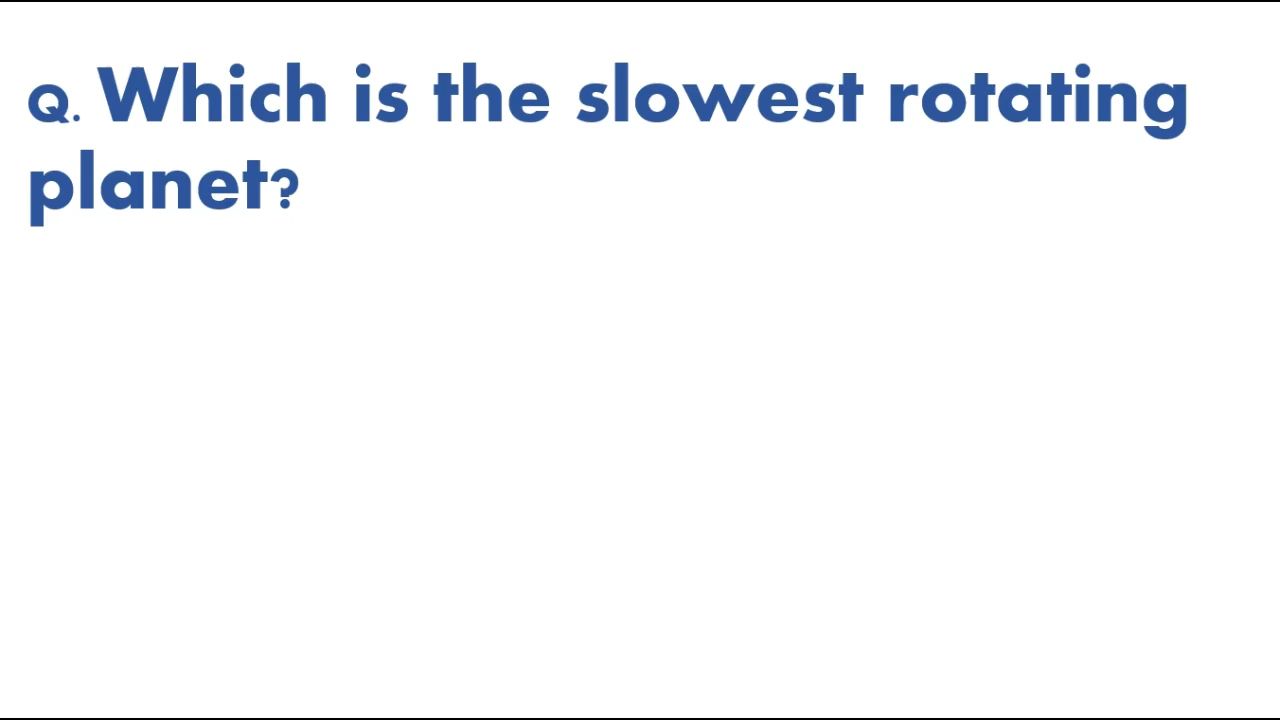 Q. Which is the slowest rotating
planet?